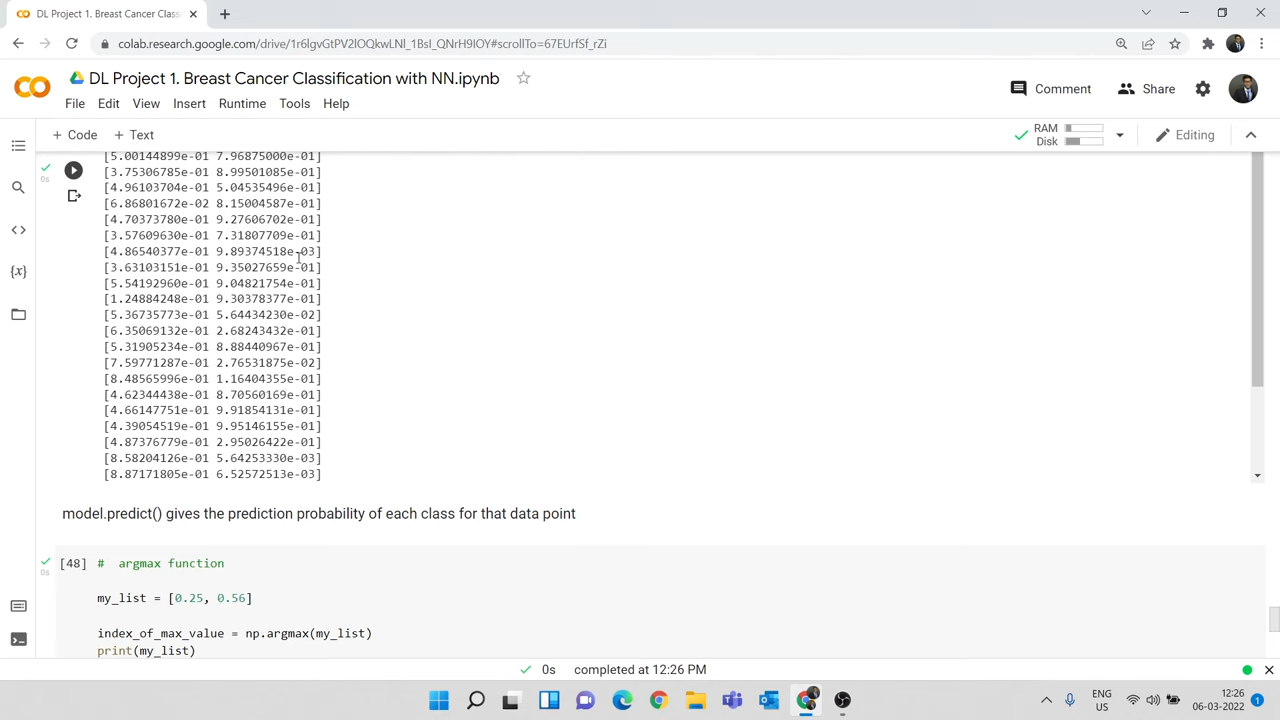 DL Project 1. Breast Cancer Class
colab.research.google.com/drive/1r6lgvGtPV2lOQkwLNl_1BsI_QNrH9IOY#scrollTo=67EUrfSf_rZi
DL Project 1. Breast Cancer Classification with NN.ipynb
Comment
Share
File Edit View Insert Runtime Tools Help
+ Code + Text
RAM
Disk
Editing
[5.00144899e-01 7.96875000e-01]
[3.75306785e-01 8.99501085e-01]
[4.96103704e-01 5.04535496e-01]
[6.86801672e-02 8.15004587e-01]
[4.70373780e-01 9.27606702e-01]
[3.57609630e-01 7.31807709e-01]
[4.86540377e-01 9.89374518e-03]
[3.63103151e-01 9.35027659e-01]
[5.54192960e-01 9.04821754e-01]
[1.24884248e-01 9.30378377e-01]
[5.36735773e-01 5.64434230e-02]
[6.35069132e-01 2.68243432e-01]
[5.31905234e-01 8.88440967e-01]
[7.59771287e-01 2.76531875e-02]
[8.48565996e-01 1.16404355e-01]
[4.62344438e-01 8.70560169e-01]
[4.66147751e-01 9.91854131e-01]
[4.39054519e-01 9.95146155e-01]
[4.87376779e-01 2.95026422e-01]
[8.58204126e-01 5.64253330e-03]
[8.87171805e-01 6.52572513e-03]
0s
model.predict() gives the prediction probability of each class for that data point
0s
[48] # argmax function
my_list = [0.25, 0.56]
index_of_max_value = np.argmax(my_list)
print(my_list)
0s completed at 12:26 PM
ENG
US
12:26
06-03-2022
1